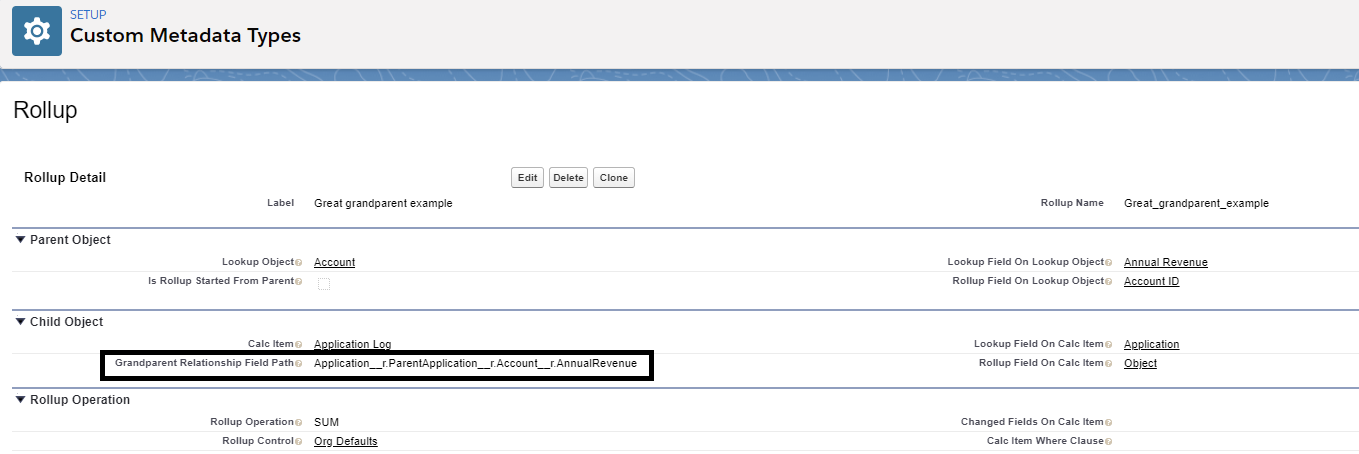 SETUP
Custom Metadata Types
Rollup
Rollup Detail Edit Delete Clone
Label Great grandparent example Rollup Name Great_grandparent_example
Parent Object
Lookup Object Account Lookup Field On Lookup Object Annual Revenue
Is Rollup Started From Parent Rollup Field On Lookup Object Account ID
Child Object
Calc Item Application Log Lookup Field On Calc Item Application
Grandparent Relationship Field Path Application__r.ParentApplication__r.Account__r.AnnualRevenue Rollup Field On Calc Item Object
Rollup Operation
Rollup Operation SUM Changed Fields On Calc Item
Rollup Control Org Defaults Calc Item Where Clause